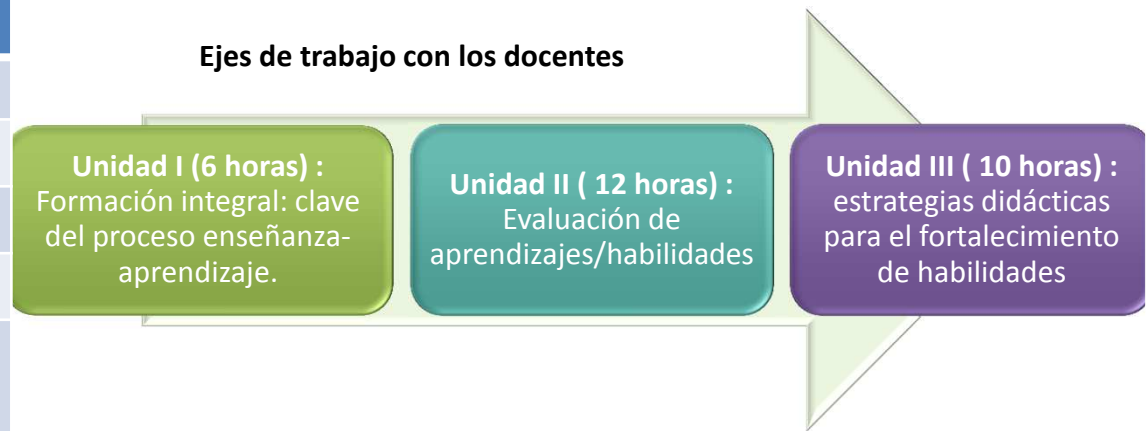 Ejes de trabajo con los docentes
Unidad I (6 horas) :
Formación integral: clave
del proceso enseñanza-
aprendizaje.
Unidad II ( 12 horas) :
Evaluación de
aprendizajes/habilidades
Unidad III ( 10 horas) :
estrategias didácticas
para el fortalecimiento
de habilidades